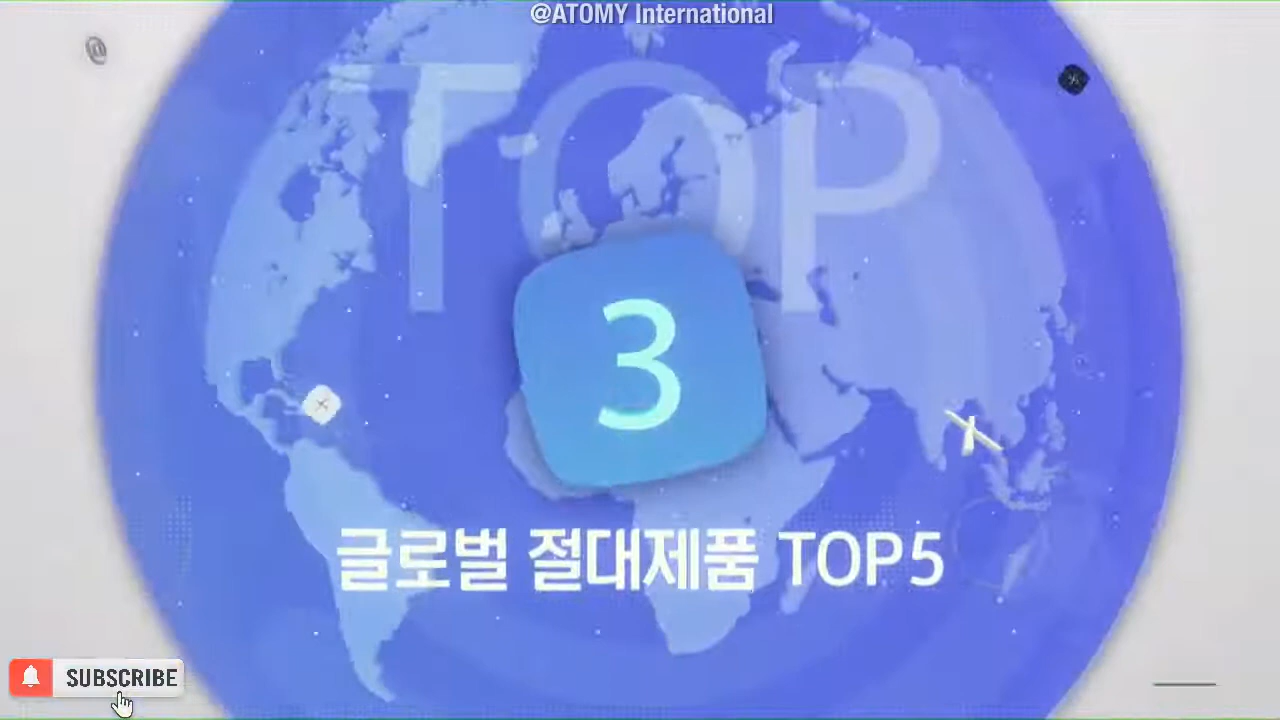 @ATOMY International
TOP
3
글로벌 절대제품 TOP5
SUBSCRIBE